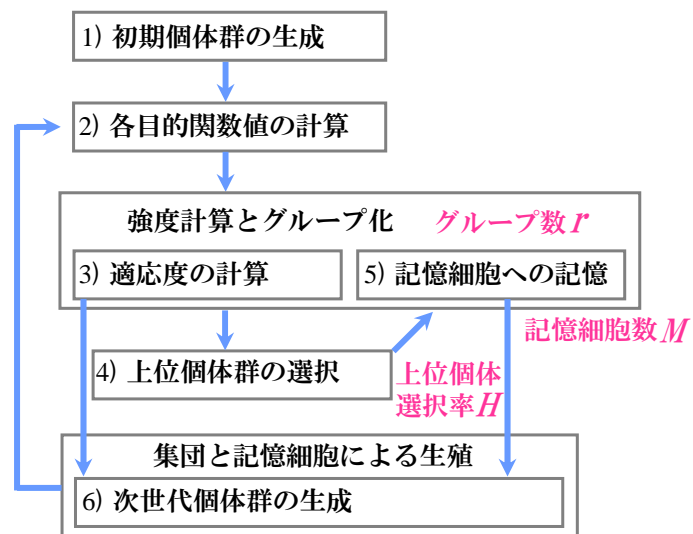 1) 初期個体群の生成
2) 各目的関数値の計算
強度計算とグループ化 グループ数 r
3) 適応度の計算
5) 記憶細胞への記憶
記憶細胞数 M
4) 上位個体群の選択
上位個体
選択率 H
集団と記憶細胞による生殖
6) 次世代個体群の生成